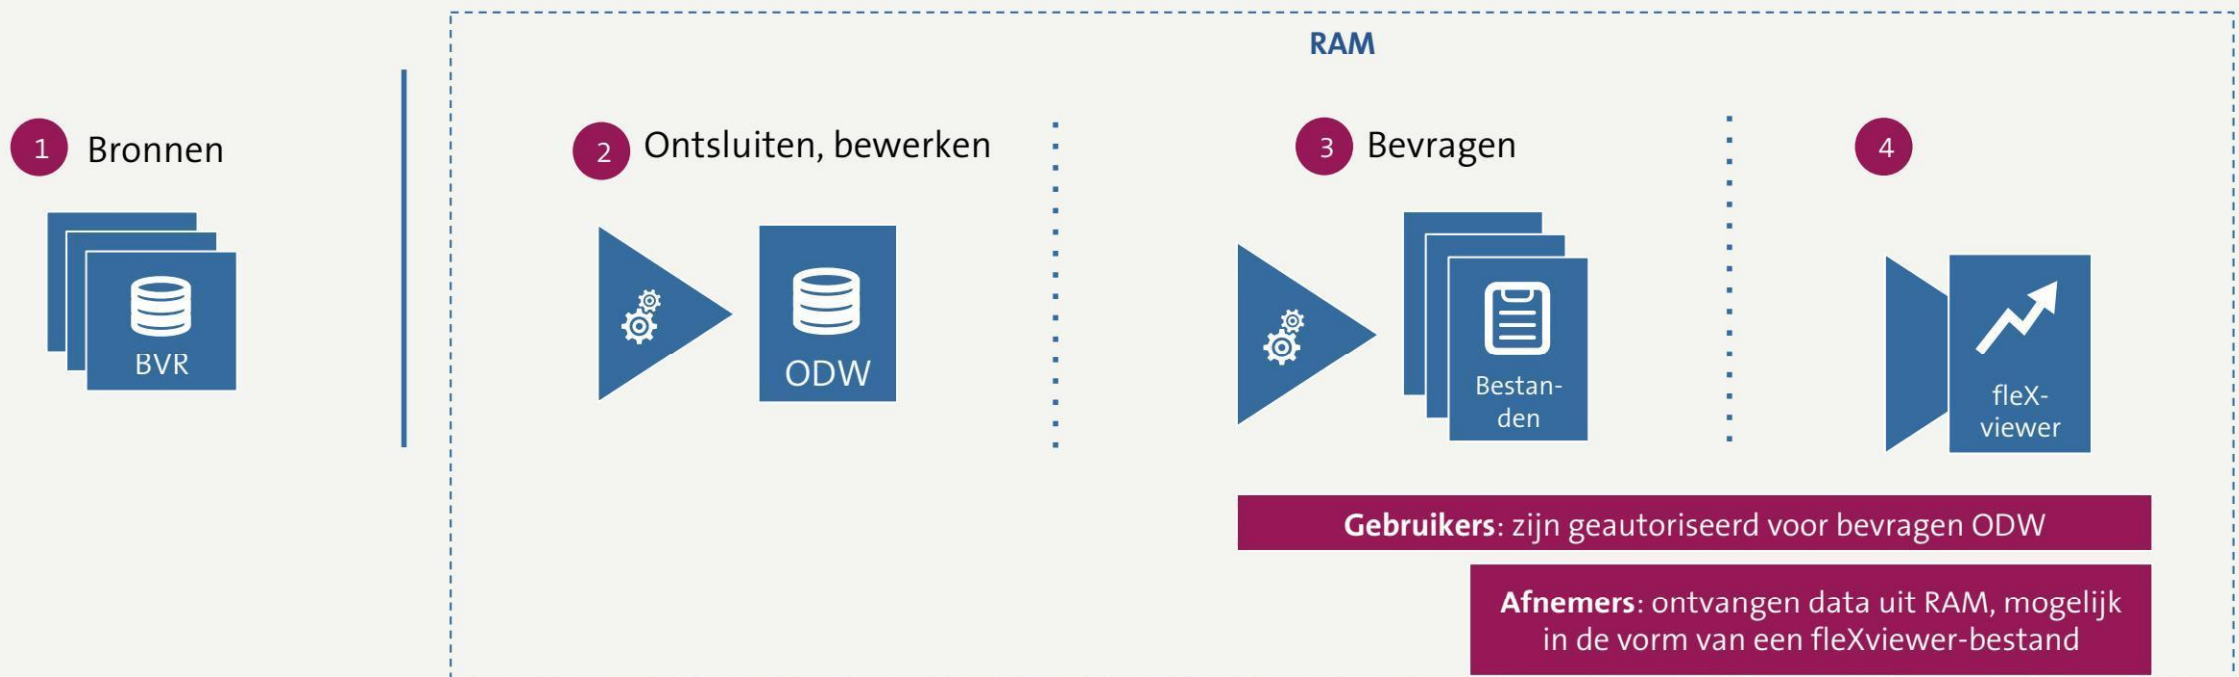 RAM
1 Bronnen
2 Ontsluiten, bewerken
3 Bevragen
4
BVR
ODW
Bestan-
den
fleX-
viewer
Gebruikers: zijn geautoriseerd voor bevragen ODW
Afnemers: ontvangen data uit RAM, mogelijk
in de vorm van een fleXviewer-bestand